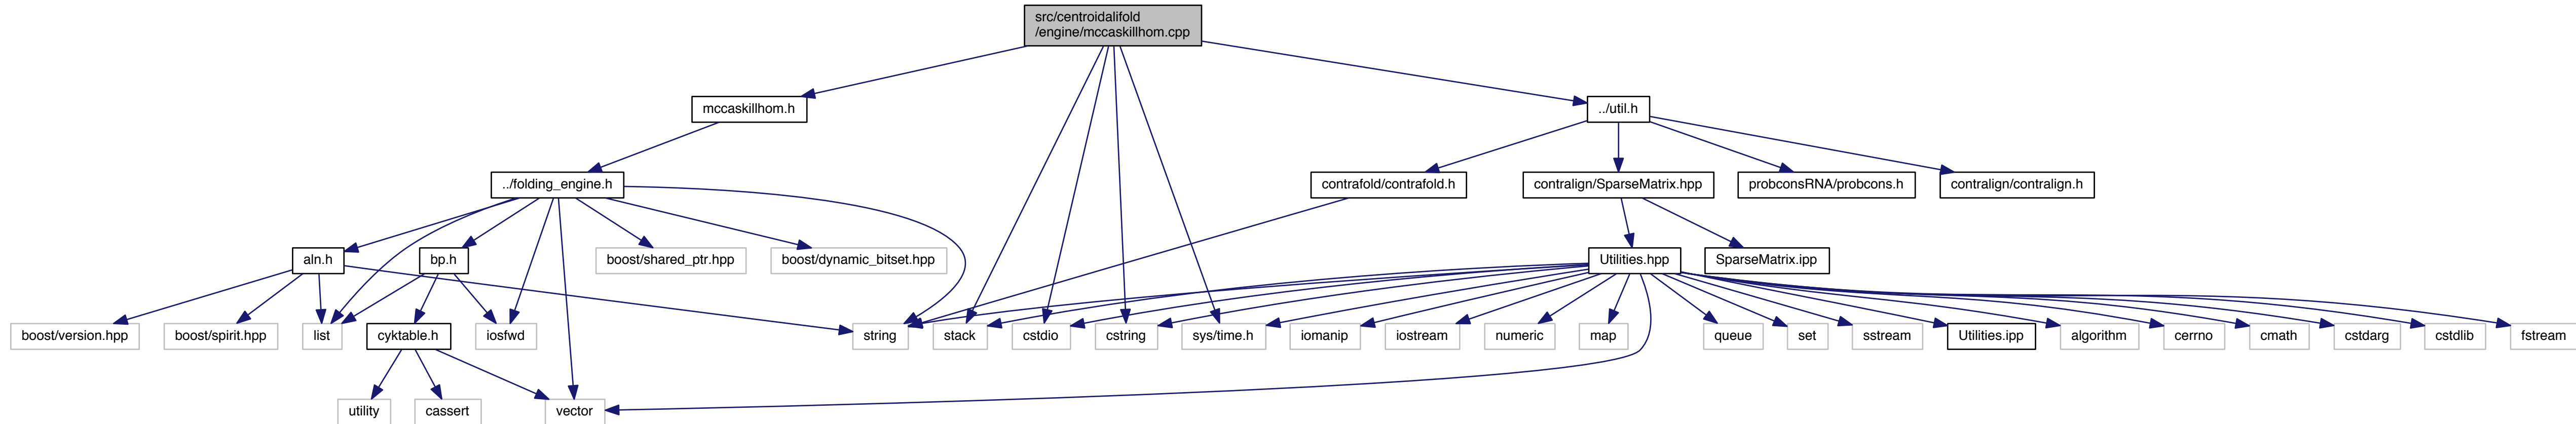 src/centroidalifold
/engine/mccaskillhom.cpp
mccaskillhom.h
../util.h
../folding_engine.h
contrafold/contrafold.h
contralign/SparseMatrix.hpp
probconsRNA/probcons.h
contralign/contralign.h
aln.h
bp.h
boost/shared_ptr.hpp
boost/dynamic_bitset.hpp
Utilities.hpp
SparseMatrix.ipp
boost/version.hpp
boost/spirit.hpp
list
cyktable.h
iosfwd
string
stack
cstdio
cstring
sys/time.h
iomanip
iostream
numeric
map
queue
set
sstream
Utilities.ipp
algorithm
cerrno
cmath
cstdarg
cstdlib
fstream
utility
cassert
vector